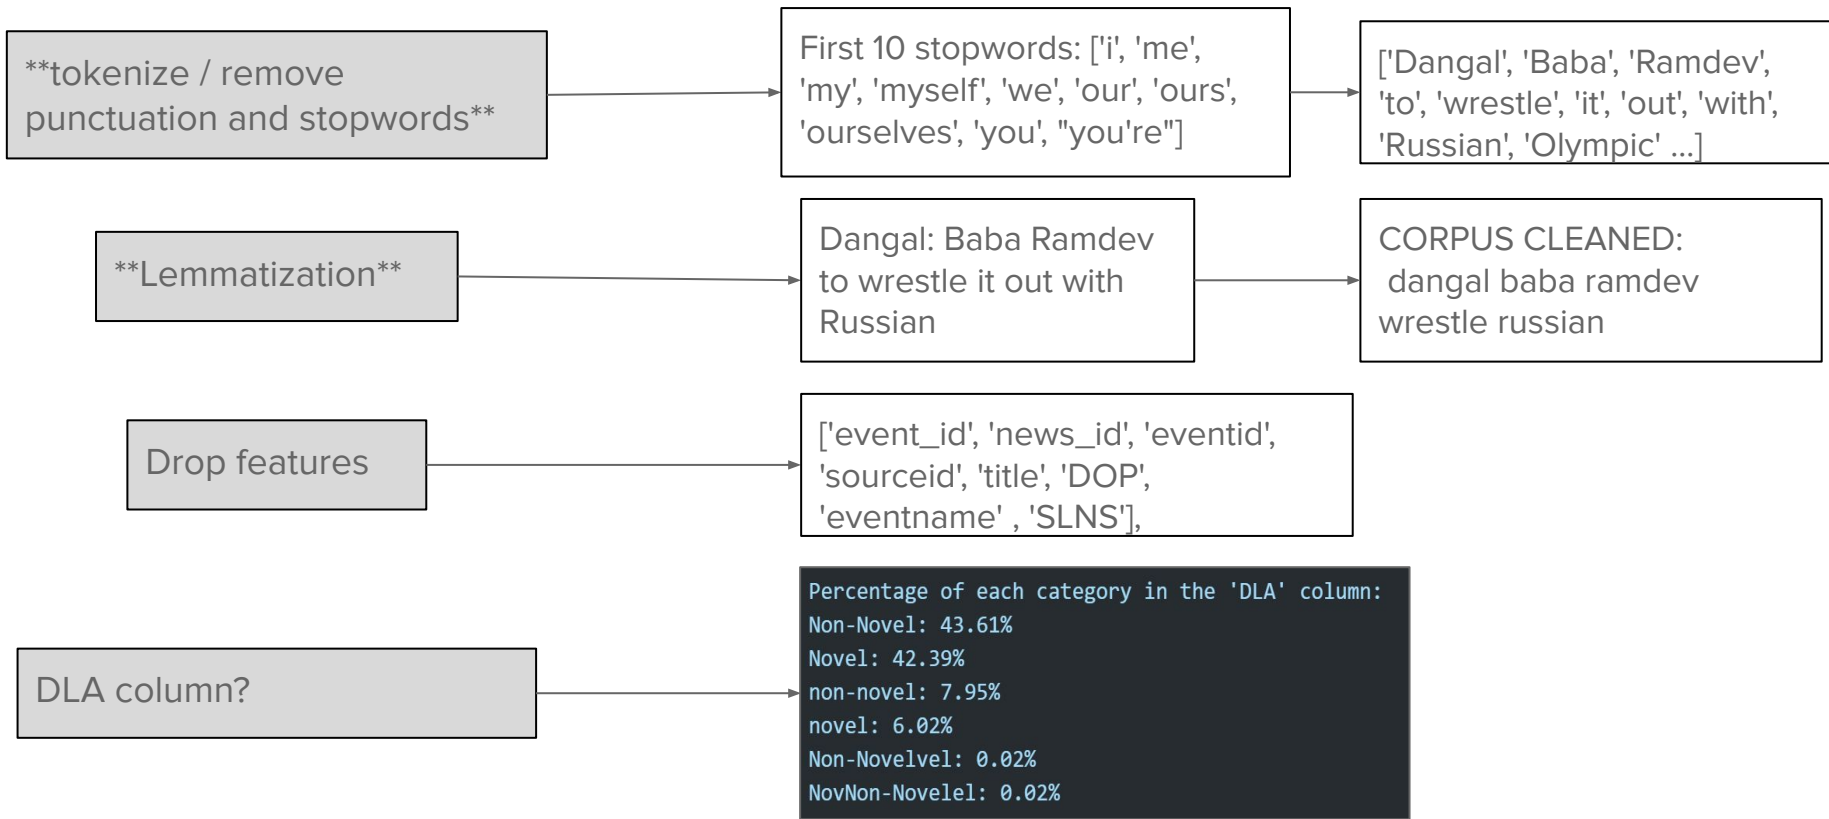 **tokenize / remove
punctuation and stopwords**
First 10 stopwords: ['i', 'me',
'my', 'myself', 'we', 'our', 'ours',
'ourselves', 'you', "you're"]
['Dangal', 'Baba', 'Ramdev',
'to', 'wrestle', 'it', 'out', 'with',
'Russian', 'Olympic' ...]
**Lemmatization**
Dangal: Baba Ramdev
to wrestle it out with
Russian
CORPUS CLEANED:
dangal baba ramdev
wrestle russian
Drop features
['event_id', 'news_id', 'eventid',
'sourceid', 'title', 'DOP',
'eventname' , 'SLNS'],
DLA column?
Percentage of each category in the 'DLA' column:
Non-Novel: 43.61%
Novel: 42.39%
non-novel: 7.95%
novel: 6.02%
Non-Novelvel: 0.02%
NovNon-Novelel: 0.02%